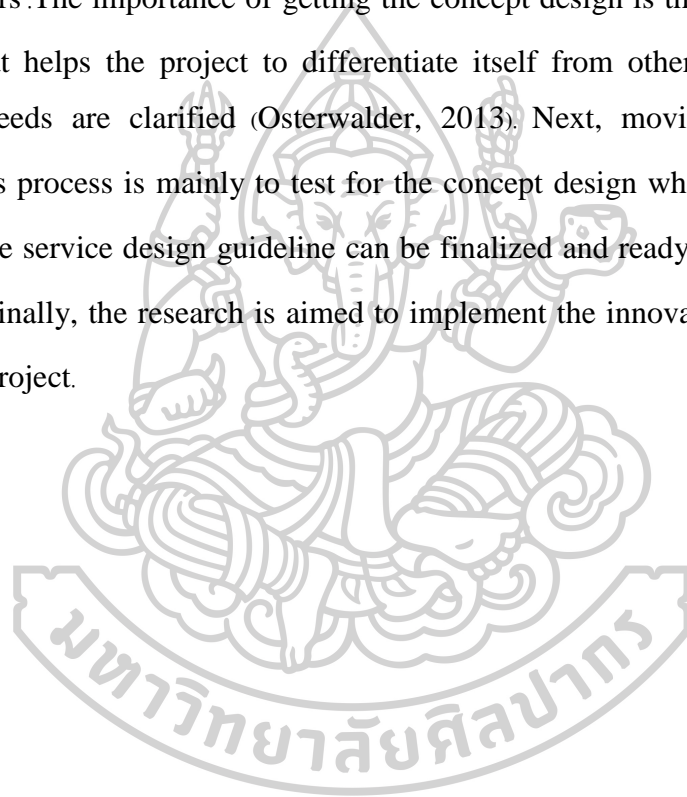 rs .The importance of getting the concept design is th
t helps the project to differentiate itself from other
eeds are clarified (Osterwalder, 2013). Next, movi
s process is mainly to test for the concept design wh
e service design guideline can be finalized and ready
inally, the research is aimed to implement the innova
roject.
มหาวิทยาลัยศิลปากร